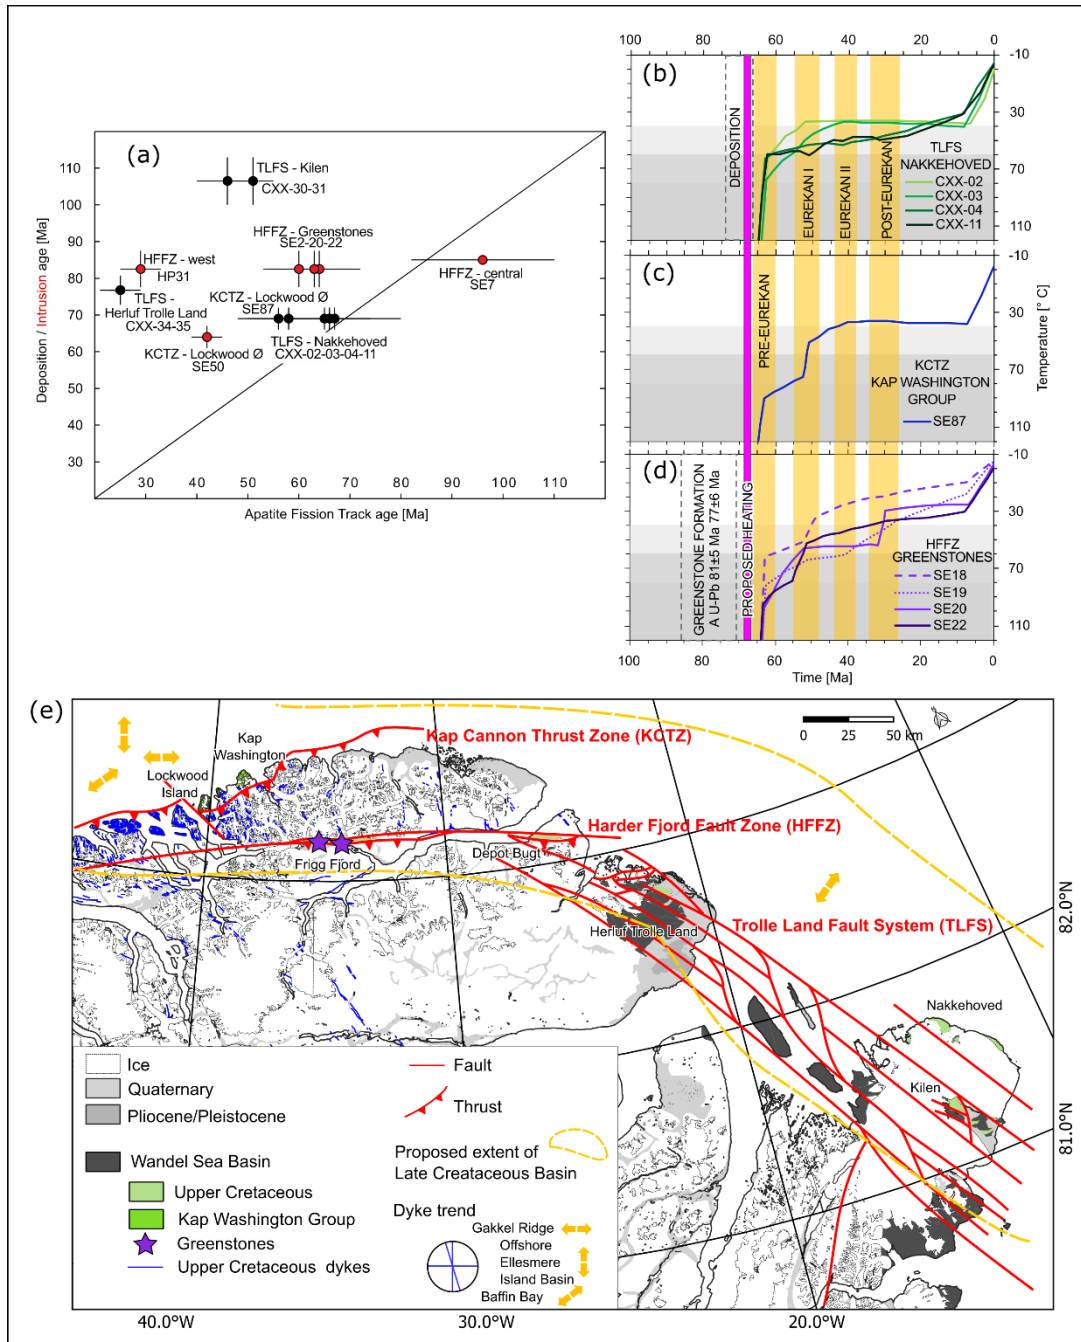 (a)
110
100
90
80
70
60
50
40
30
Deposition / Intrusion age [Ma]
TLFS - Kilen
CXX-30-31
HFFZ - Greenstones
SE2-20-22
HFFZ - west
HP31
HFFZ - central
SE7
TLFS -
Herluf Trolle Land
CXX-34-35
KCTZ - Lockwood Ø
SE87
KCTZ - Lockwood Ø
SE50
TLFS - Nakkehoved
CXX-02-03-04-11
30 40 50 60 70 80 90 100 110
Apatite Fission Track age [Ma]
100 80 60 40 20 0
(b)
DEPOSITION
EUREKAN I
EUREKAN II
POST-EUREKAN
TLFS
NAKKEHOVED
CXX-02
CXX-03
CXX-04
CXX-11
-10
30
70
110
(c)
PRE-EUREKAN
KCTZ
KAP WASHINGTON
GROUP
SE87
-10
30
70
110
Temperature [° C]
(d)
GREENSTONE FORMATION
A U-Pb 81±5 Ma 77±6 Ma
PROPOSED HEATING
HFFZ
GREENSTONES
SE18
SE19
SE20
SE22
-10
30
70
110
100 80 60 40 20 0
Time [Ma]
(e)
Kap
Washington
Lockwood
Island
Kap Cannon Thrust Zone (KCTZ)
0 25 50 km
N
Harder Fjord Fault Zone (HFFZ)
Frigg Fjord
Depot Bugt
Herluf Trolle Land
Trolle Land Fault System (TLFS)
82.0°N
Nakkehoved
Kilen
81.0°N
Ice
Quaternary
Pliocene/Pleistocene
Wandel Sea Basin
Upper Cretaceous
Kap Washington Group
Greenstones
Upper Cretaceous dykes
Fault
Thrust
Proposed extent of
Late Creataceous Basin
Dyke trend
Gakkel Ridge
Offshore
Ellesmere
Island Basin
Baffin Bay
40.0°W
30.0°W
20.0°W